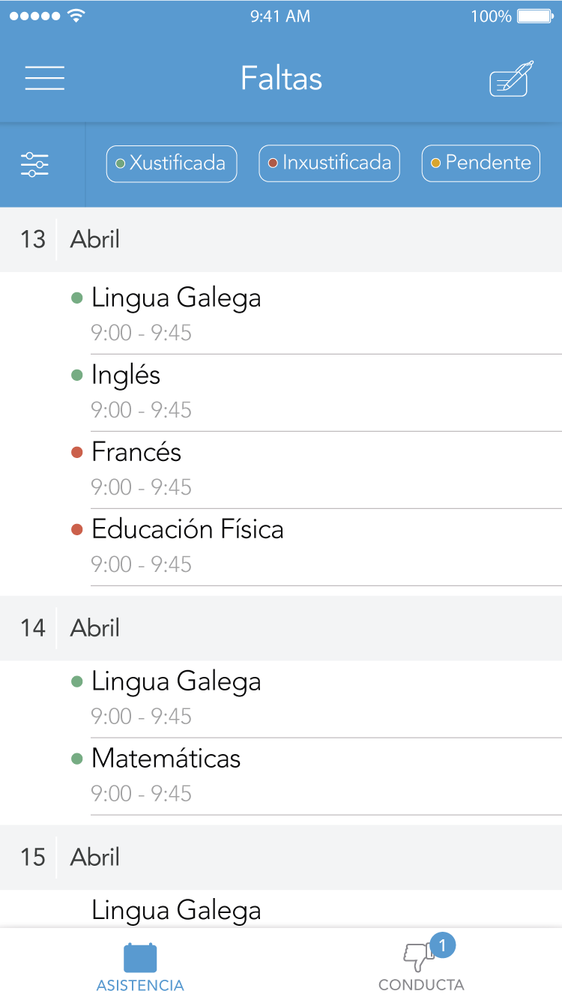 9:41 AM 100%
Faltas
Xustificada Inxustificada Pendente
13 Abril
Lingua Galega
9:00 - 9:45
Inglés
9:00 - 9:45
Francés
9:00 - 9:45
Educación Física
9:00 - 9:45
14 Abril
Lingua Galega
9:00 - 9:45
Matemáticas
9:00 - 9:45
15 Abril
Lingua Galega
1
ASISTENCIA CONDUCTA